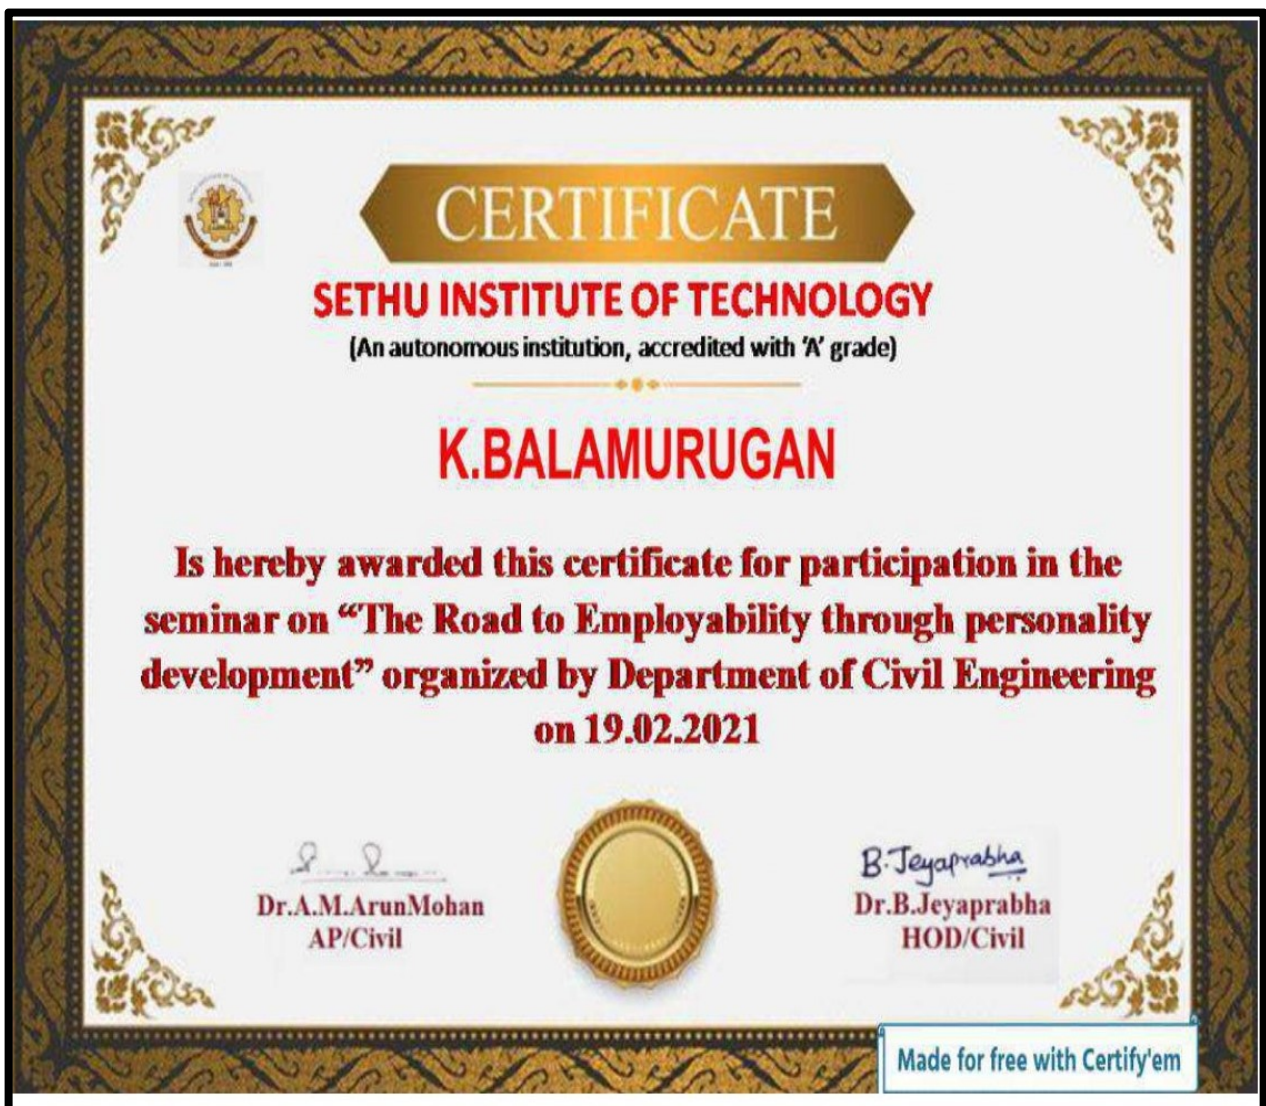 CERTIFICATE
SETHU INSTITUTE OF TECHNOLOGY
(An autonomous institution, accredited with ‘A’ grade)
K.BALAMURUGAN
Is hereby awarded this certificate for participation in the
seminar on “The Road to Employability through personality
development” organized by Department of Civil Engineering
on 19.02.2021
B.Jeyaprabha
Dr.A.M.ArunMohan
AP/Civil
Dr.B.Jeyaprabha
HOD/Civil
Made for free with Certify'em